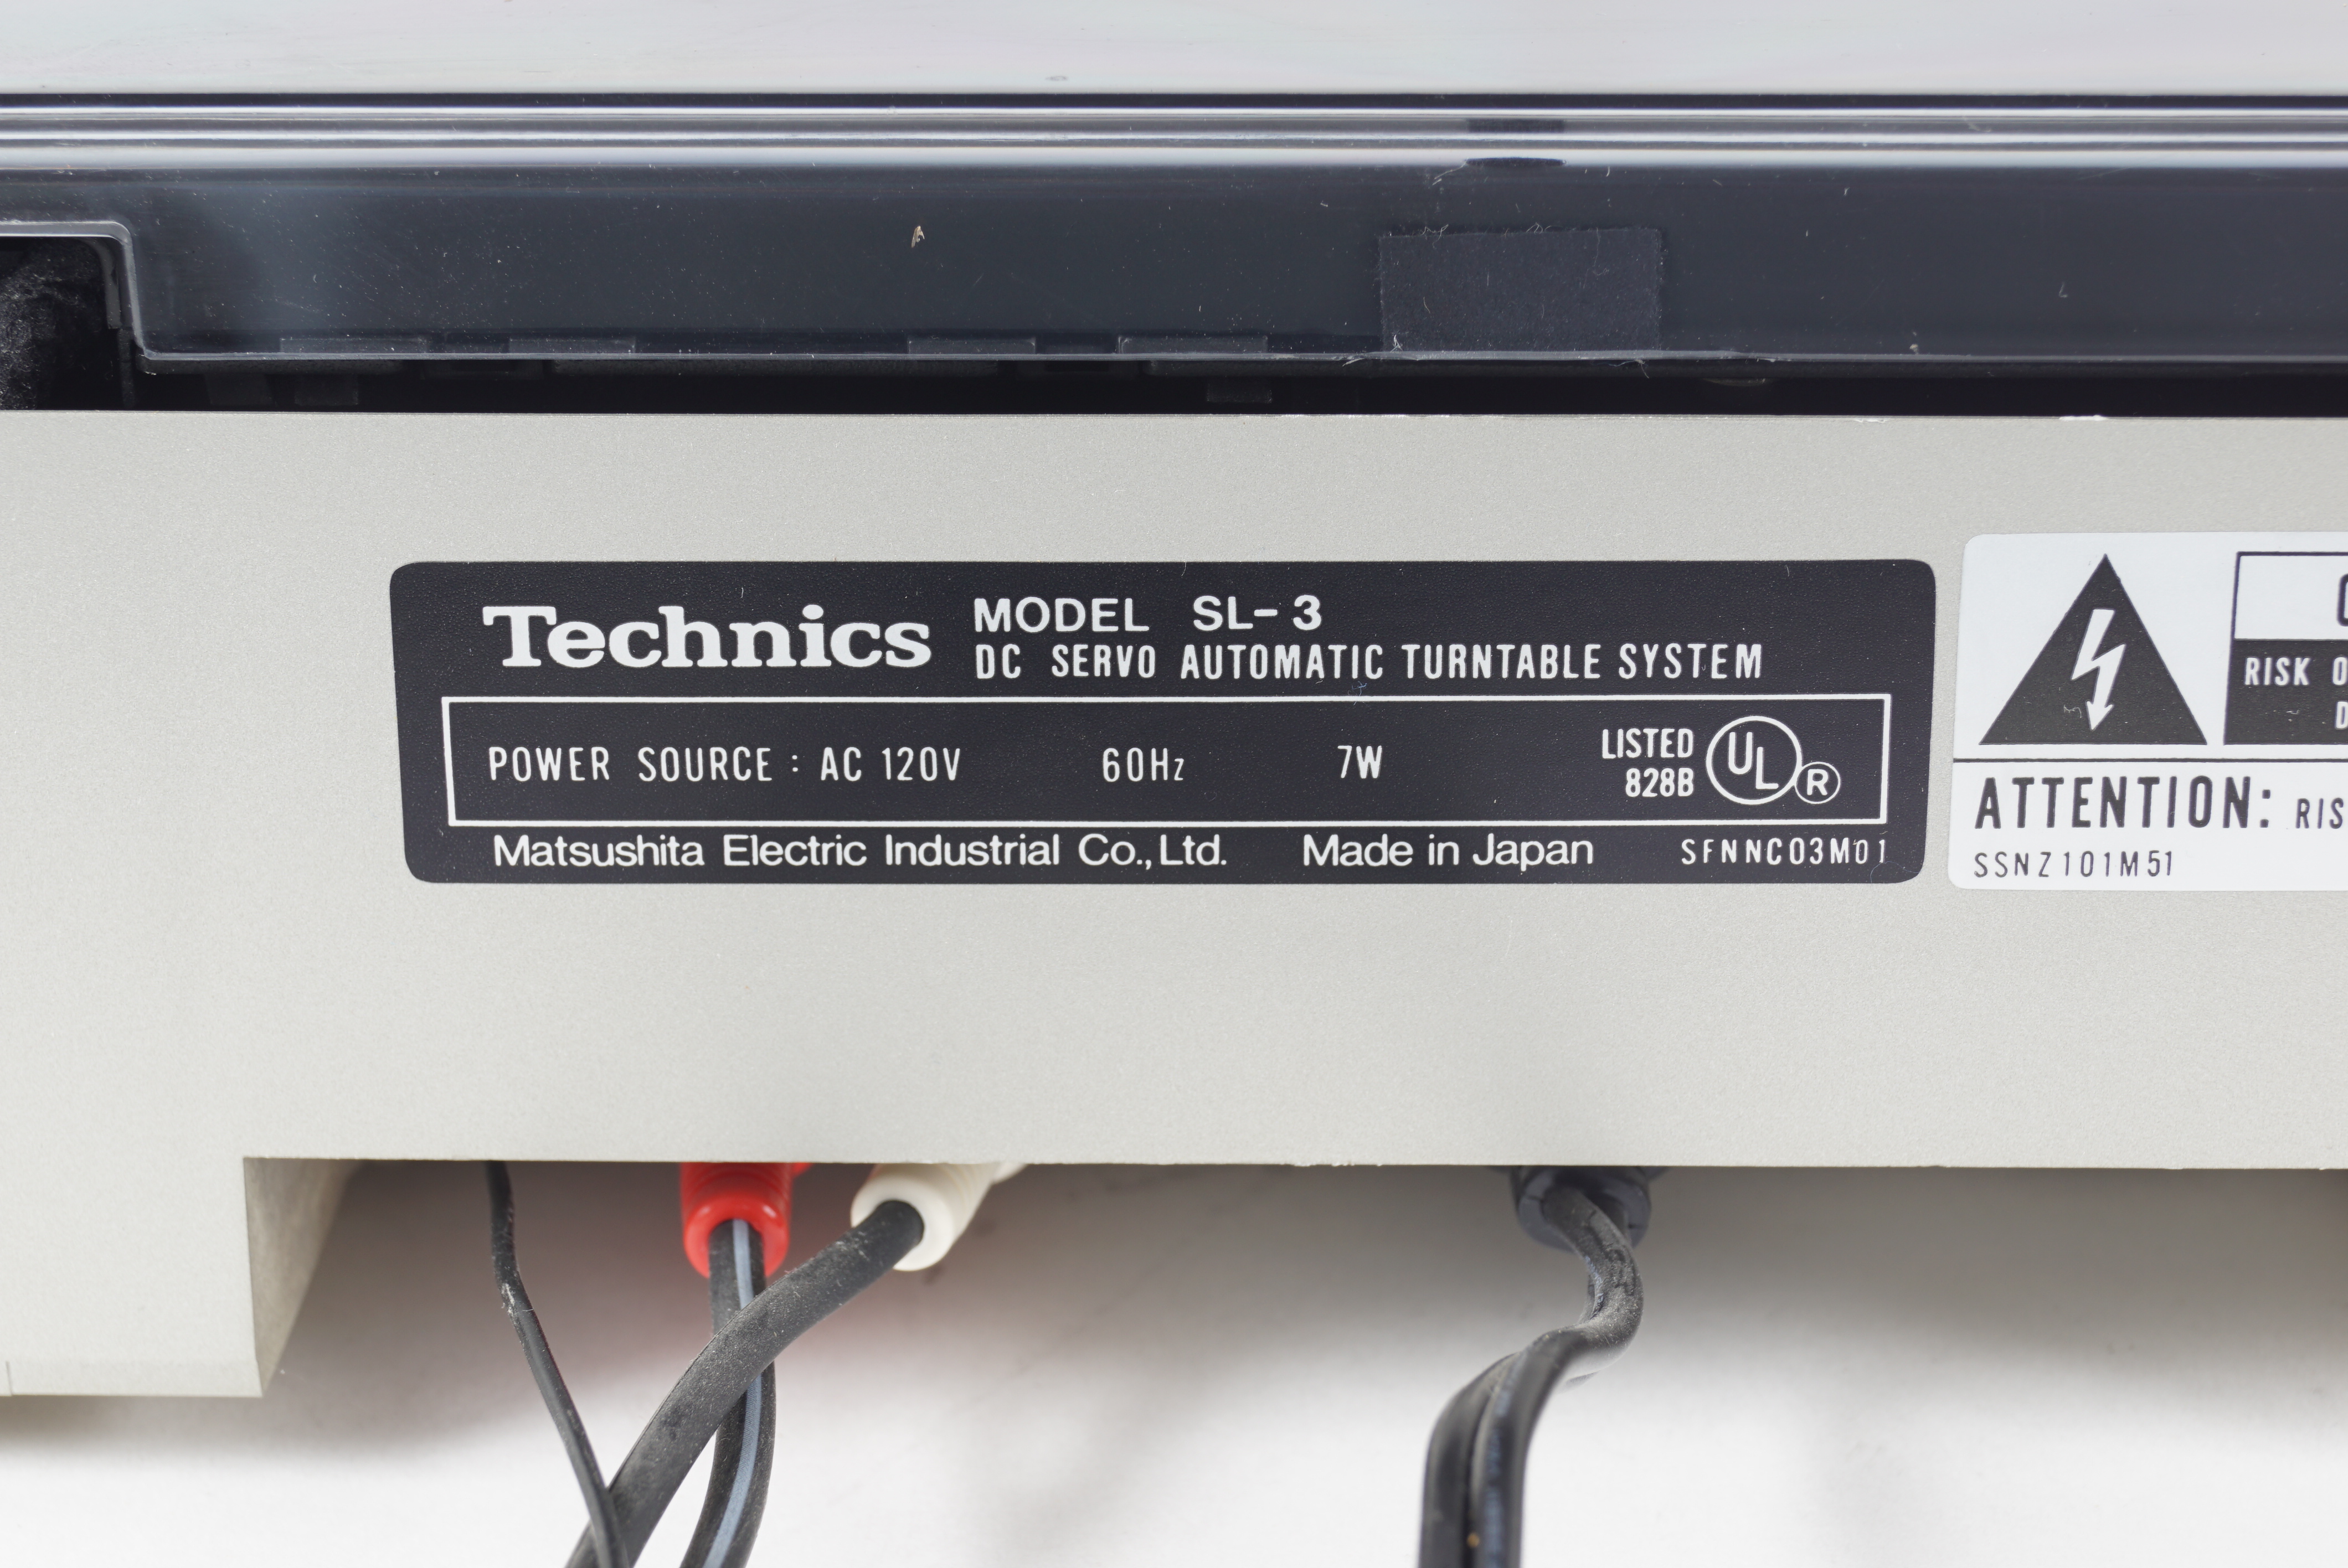 Technics MODEL SL-3
DC SERVO AUTOMATIC TURNTABLE SYSTEM
POWER SOURCE : AC 120V 60Hz 7W
LISTED
828B
UL
R
Matsushita Electric Industrial Co., Ltd. Made in Japan SFNNC03M01
RISK
ATTENTION:
SSNZ101M51